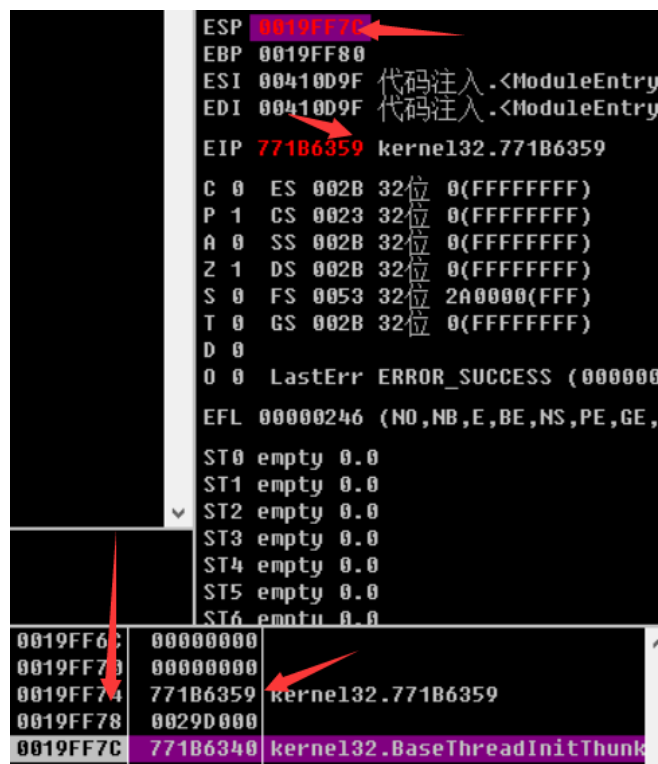 ESP 0019FF7C
EBP 0019FF80
ESI 00410D9F 代码注入.<ModuleEntry
EDI 00410D9F 代码注入.<ModuleEntry
EIP 771B6359 kernel32.771B6359
C 0 ES 002B 32位 0(FFFFFFFF)
P 1 CS 0023 32位 0(FFFFFFFF)
A 0 SS 002B 32位 0(FFFFFFFF)
Z 1 DS 002B 32位 0(FFFFFFFF)
S 0 FS 0053 32位 2A0000(FFF)
T 0 GS 002B 32位 0(FFFFFFFF)
D 0
O 0 LastErr ERROR_SUCCESS (000000
EFL 00000246 (NO,NB,E,BE,NS,PE,GE,
ST0 empty 0.0
ST1 empty 0.0
ST2 empty 0.0
ST3 empty 0.0
ST4 empty 0.0
ST5 empty 0.0
ST6 empty 0.0
0019FF6C 00000000
0019FF70 00000000
0019FF74 771B6359 kernel32.771B6359
0019FF78 0029D000
0019FF7C 771B6340 kernel32.BaseThreadInitThunk